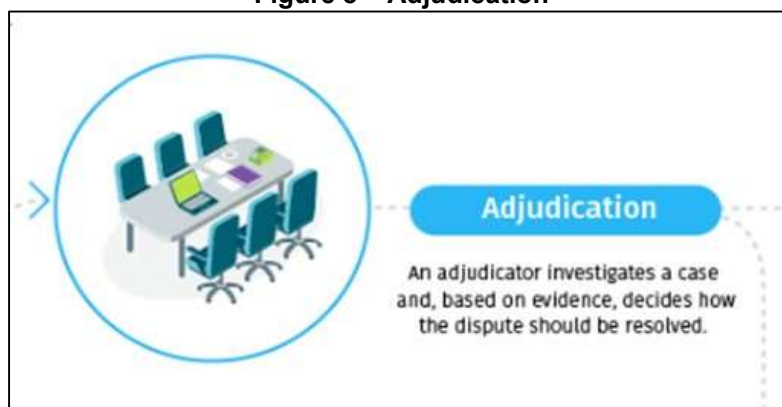 Figure – Adjudication
Adjudication
An adjudicator investigates a case
and, based on evidence, decides how
the dispute should be resolved.